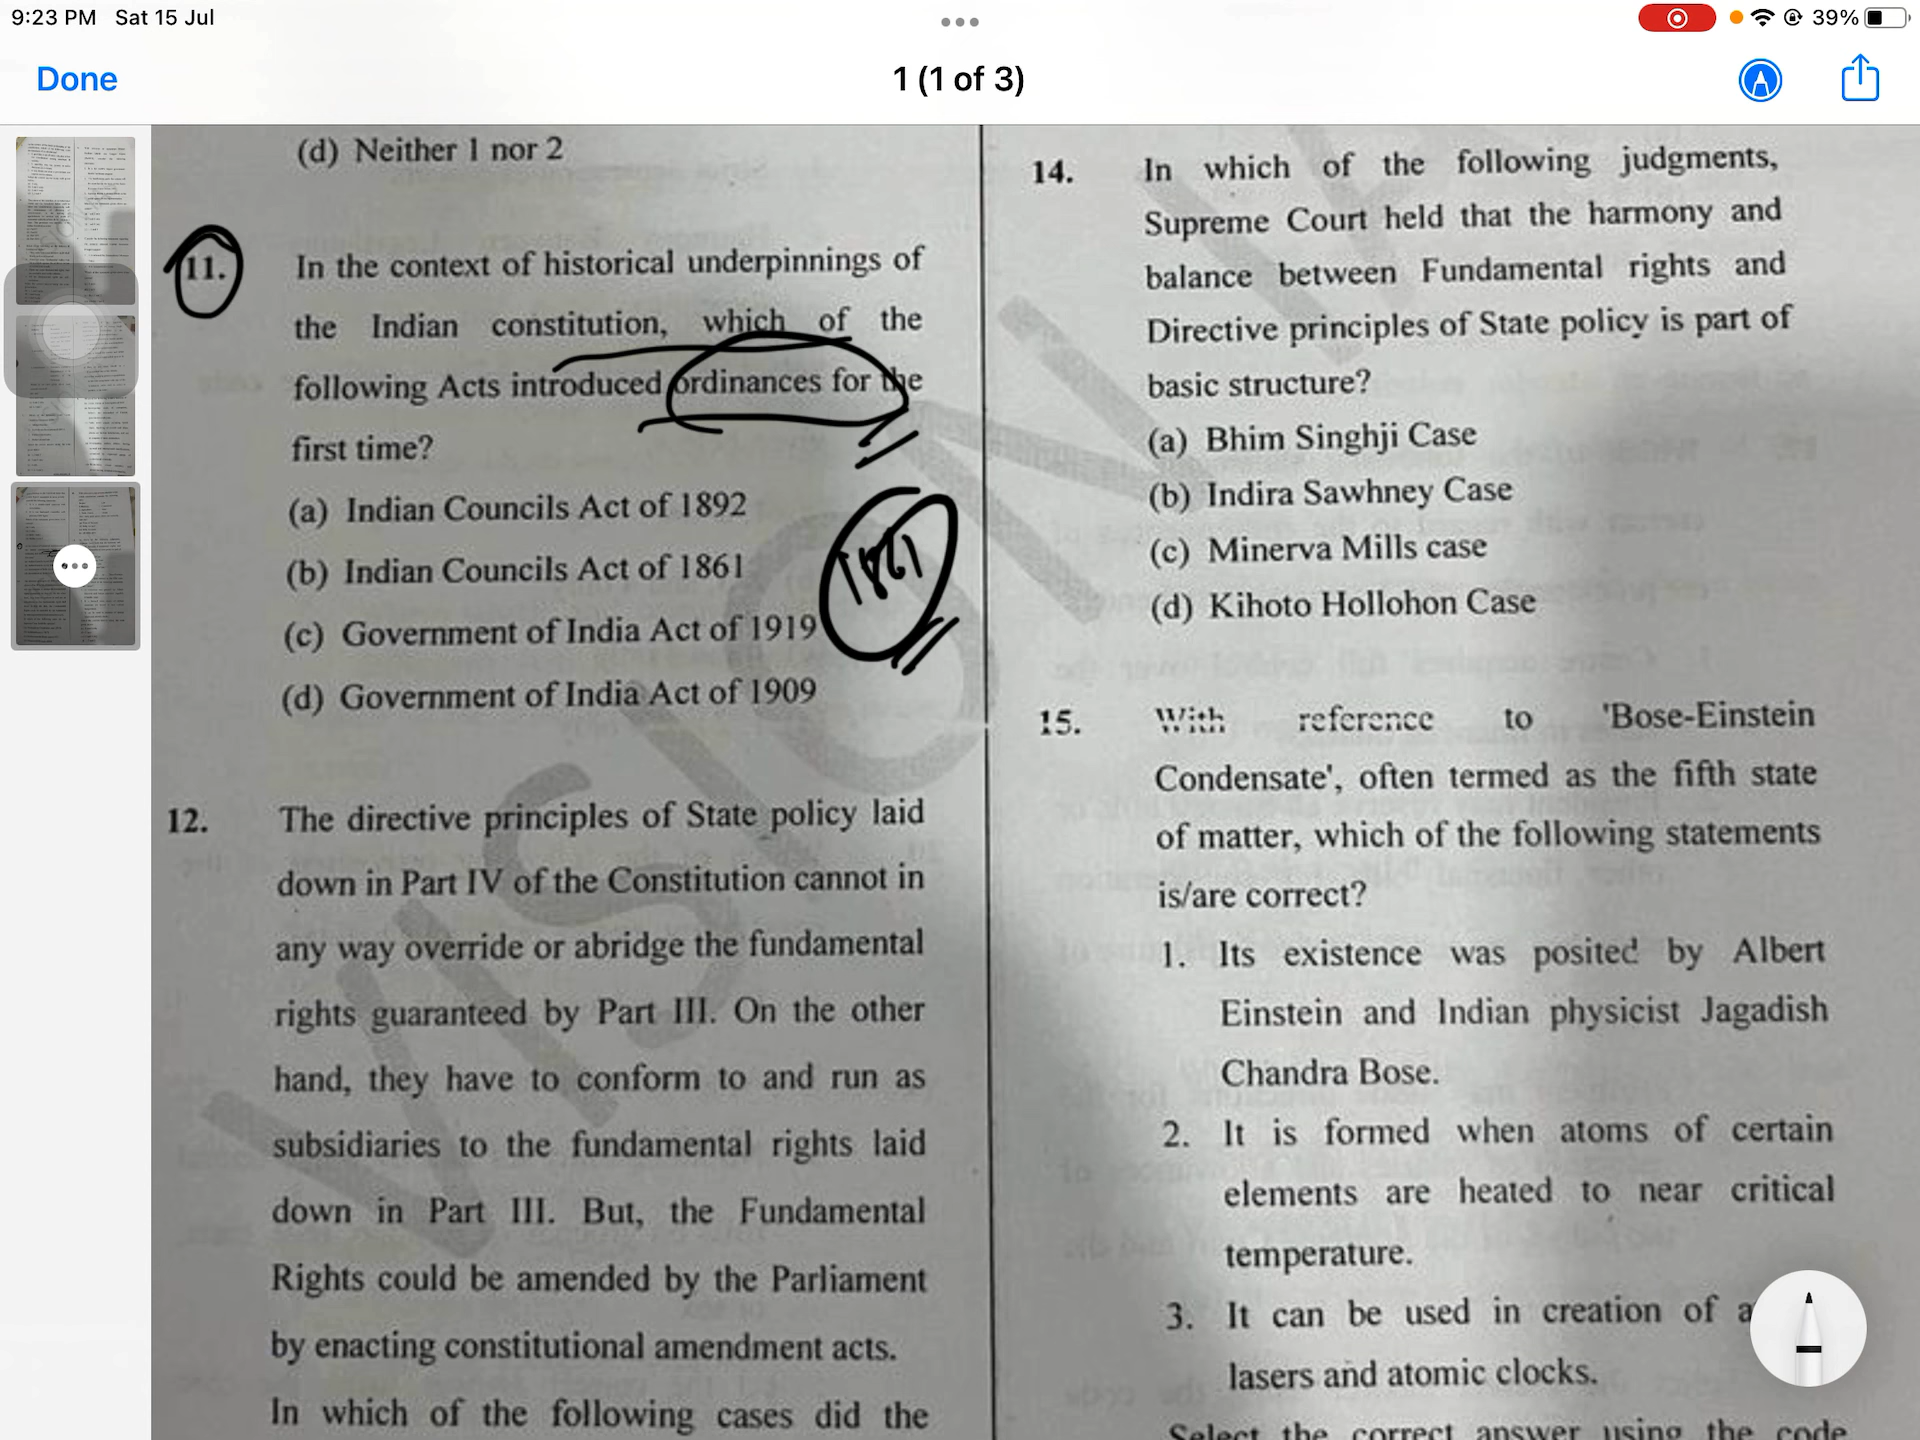 9:23 PM Sat 15 Jul
39%
Done
1 (1 of 3)
(d) Neither 1 nor 2
11. In the context of historical underpinnings of
the Indian constitution, which of the
following Acts introduced ordinances for the
first time?
(a) Indian Councils Act of 1892
(b) Indian Councils Act of 1861
(c) Government of India Act of 1919
(d) Government of India Act of 1909
1861
12. The directive principles of State policy laid
down in Part IV of the Constitution cannot in
any way override or abridge the fundamental
rights guaranteed by Part III. On the other
hand, they have to conform to and run as
subsidiaries to the fundamental rights laid
down in Part III. But, the Fundamental
Rights could be amended by the Parliament
by enacting constitutional amendment acts.
In which of the following cases did the
14. In which of the following judgments,
Supreme Court held that the harmony and
balance between Fundamental rights and
Directive principles of State policy is part of
basic structure?
(a) Bhim Singhji Case
(b) Indira Sawhney Case
(c) Minerva Mills case
(d) Kihoto Hollohon Case
15. With reference to 'Bose-Einstein
Condensate', often termed as the fifth state
of matter, which of the following statements
is/are correct?
1. Its existence was posited by Albert
Einstein and Indian physicist Jagadish
Chandra Bose.
2. It is formed when atoms of certain
elements are heated to near critical
temperature.
3. It can be used in creation of
lasers and atomic clocks.
Select the correct answer using the code
VISION IA